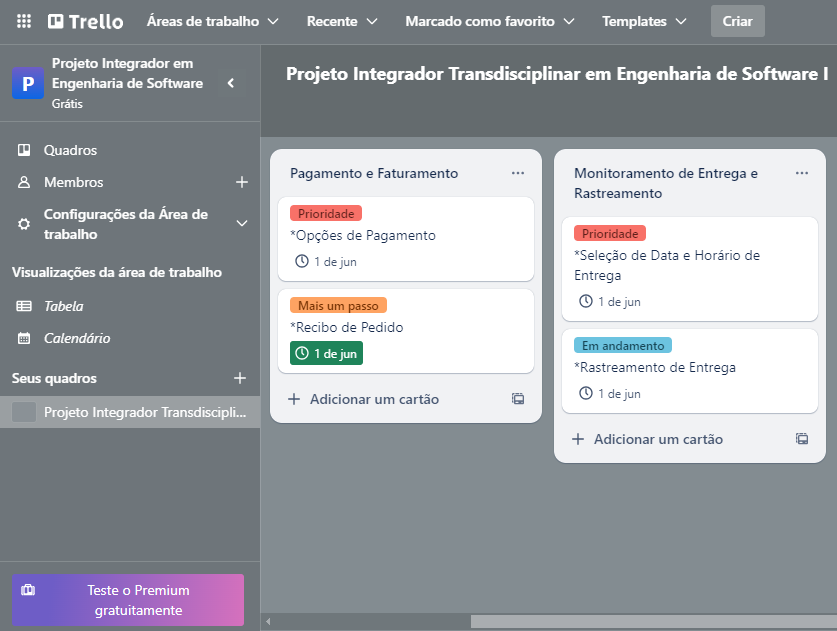 Trello Áreas de trabalho Recente Marcado como favorito Templates Criar
P
Projeto Integrador em
Engenharia de Software
Grátis
Quadros
Membros
Configurações da Área de
trabalho
Visualizações da área de trabalho
Tabela
Calendário
Seus quadros
Projeto Integrador Transdiscipli...
Teste o Premium
gratuitamente
Projeto Integrador Transdisciplinar em Engenharia de Software I
Pagamento e Faturamento
Prioridade
*Opções de Pagamento
1 de jun
Mais um passo
*Recibo de Pedido
1 de jun
Adicionar um cartão
Monitoramento de Entrega e
Rastreamento
Prioridade
*Seleção de Data e Horário de
Entrega
1 de jun
Em andamento
*Rastreamento de Entrega
1 de jun
Adicionar um cartão